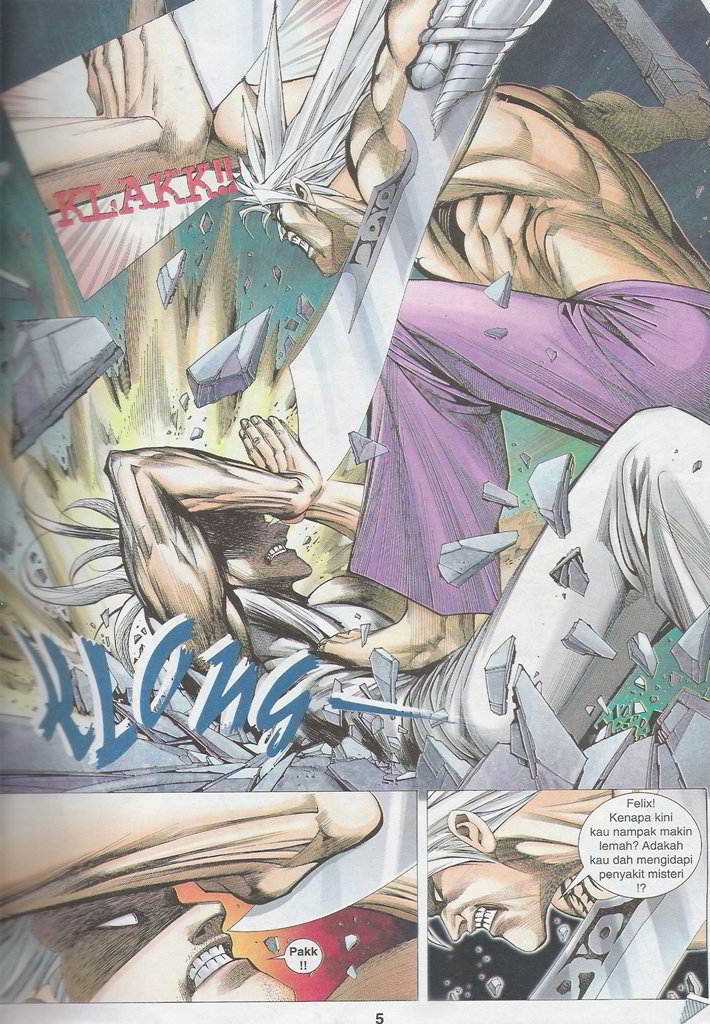 KLAKK!!
KLONG
Pakk
!!
Felix!
Kenapa kini
kau nampak makin
lemah? Adakah
kau dah mengidapi
penyakit misteri
!?
5